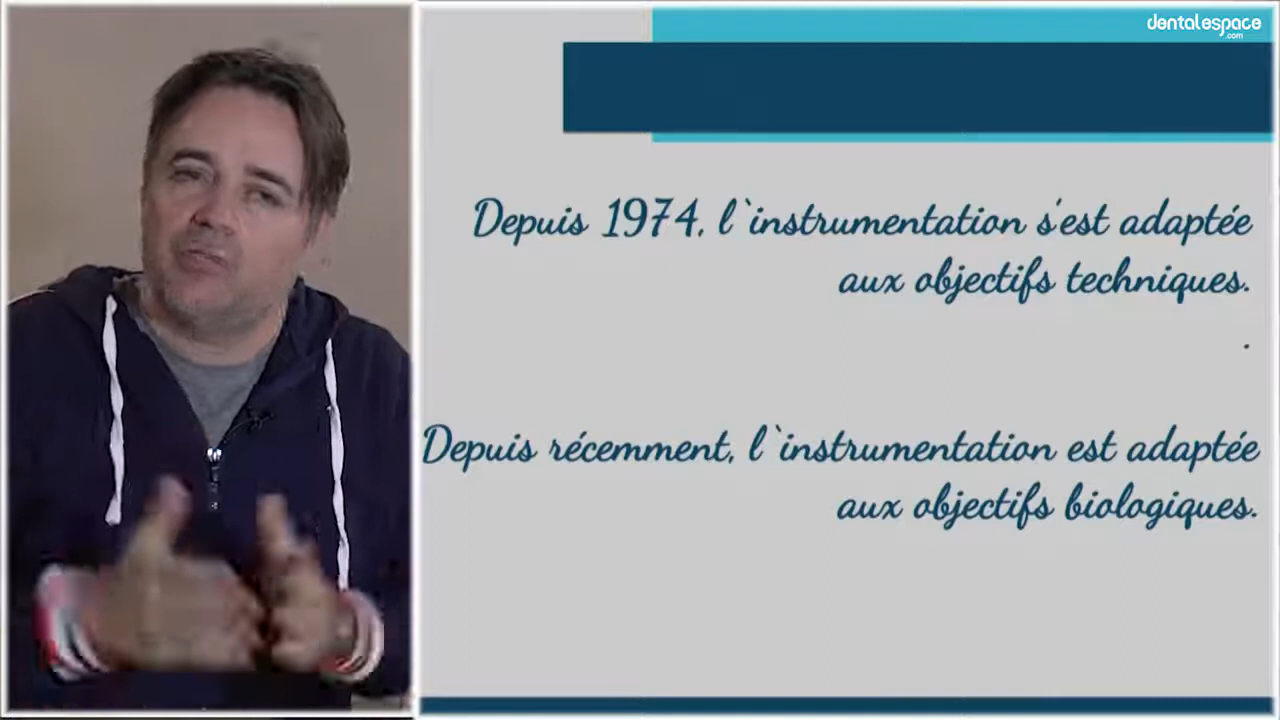 dentalespace
.com
Depuis 1974, l`instrumentation s'est adaptée
aux objectifs techniques.
.
Depuis récemment, l`instrumentation est adaptée
aux objectifs biologiques.